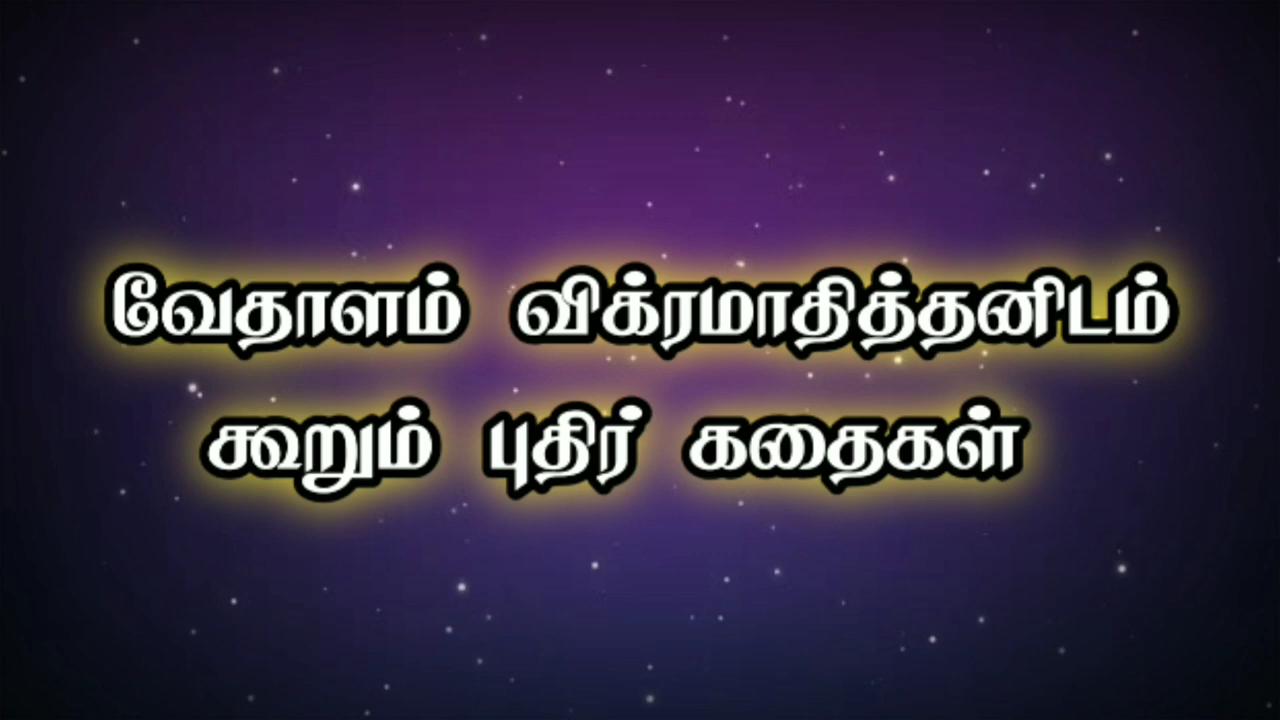 வேதாளம் விக்ரமாதித்தனிடம்
கூறும் புதிர் கதைகள்